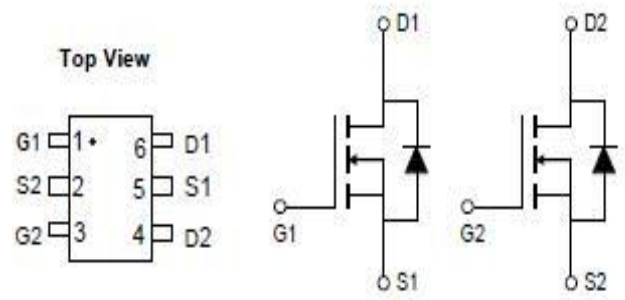 Top View
G1 1 6 D1
S2 2 5 S1
G2 3 4 D2
D1 D2
G1 G2
S1 S2